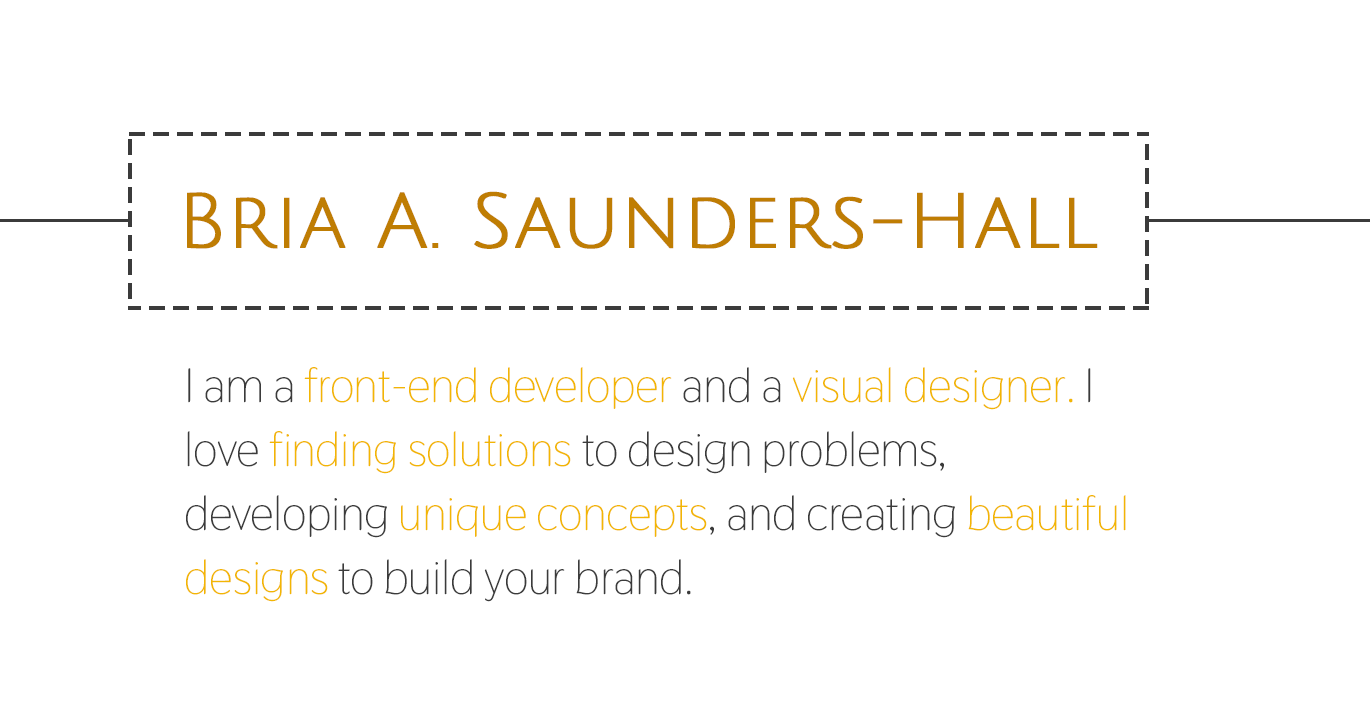 Bria A. Saunders-Hall
I am a front-end developer and a visual designer. I
love finding solutions to design problems,
developing unique concepts, and creating beautiful
designs to build your brand.